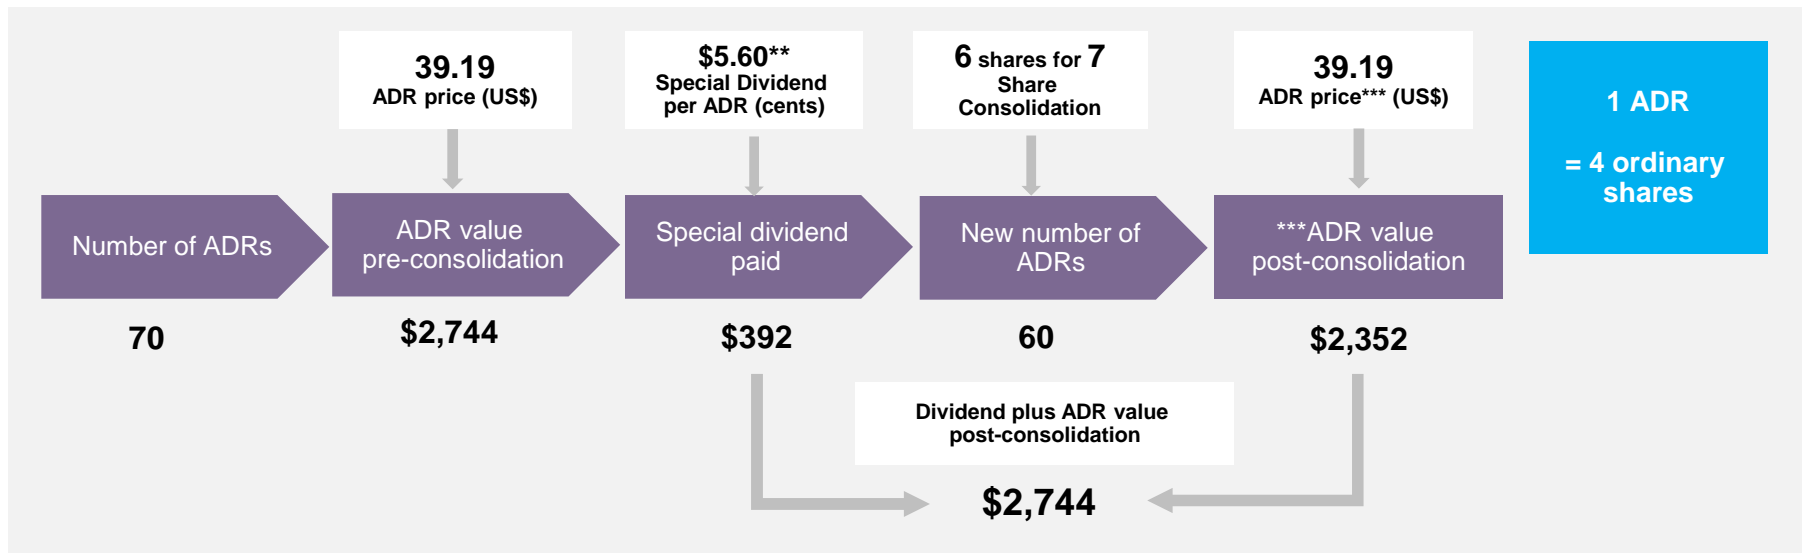 39.19
ADR price (US$)
$5.60**
Special Dividend
per ADR (cents)
6 shares for 7
Share
Consolidation
39.19
ADR price*** (US$)
1 ADR
= 4 ordinary
shares
Number of ADRs
ADR value
pre-consolidation
Special dividend
paid
New number of
ADRs
***ADR value
post-consolidation
70
$2,744
$392
60
$2,352
Dividend plus ADR value
post-consolidation
$2,744